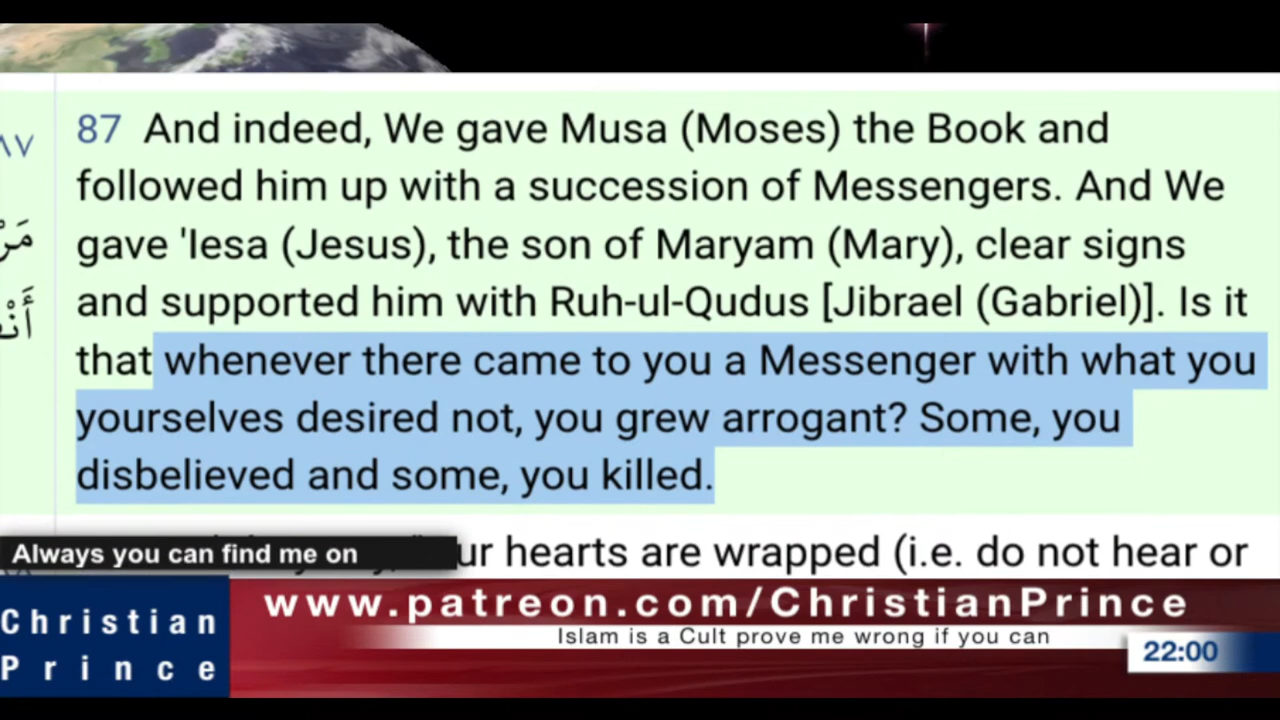 87 And indeed, We gave Musa (Moses) the Book and
followed him up with a succession of Messengers. And We
gave 'Iesa (Jesus), the son of Maryam (Mary), clear signs
and supported him with Ruh-ul-Qudus [Jibrael (Gabriel)]. Is it
that whenever there came to you a Messenger with what you
yourselves desired not, you grew arrogant? Some, you
disbelieved and some, you killed.
hearts are wrapped (i.e. do not hear or
Always you can find me on
Christian
Prince
www.patreon.com/ChristianPrince
Islam is a Cult prove me wrong if you can
22:00